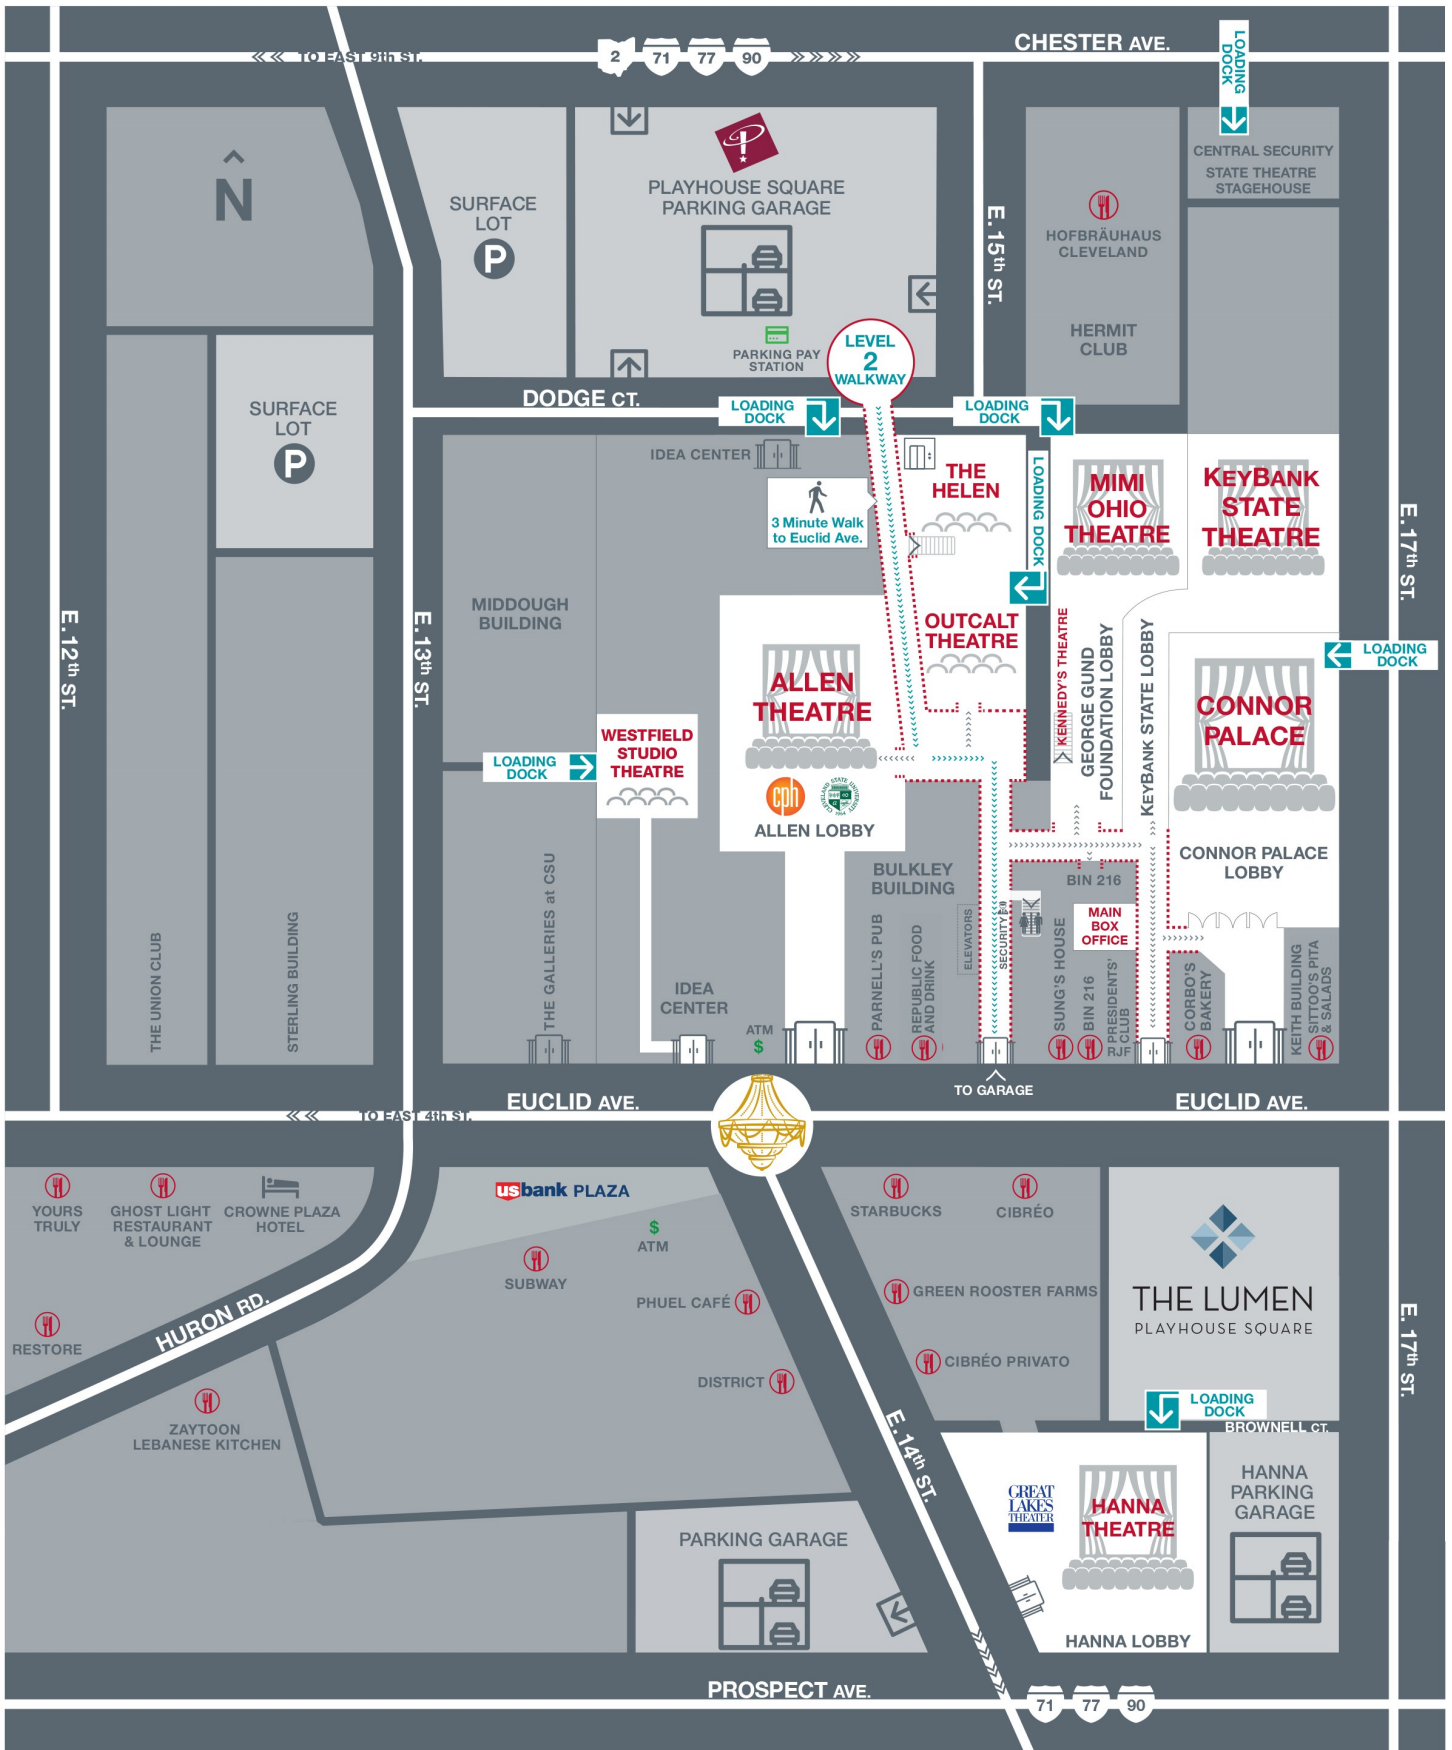 CHESTER AVE.
TO EAST 9th ST.
2
71
77
90
LOADING
DOCK
N
SURFACE
LOT
P
PLAYHOUSE SQUARE
PARKING GARAGE
PARKING PAY
STATION
LEVEL
2
WALKWAY
E. 15th ST.
HOFBRÄUHAUS
CLEVELAND
HERMIT
CLUB
CENTRAL SECURITY
STATE THEATRE
STAGEHOUSE
SURFACE
LOT
P
DODGE CT.
LOADING
DOCK
LOADING
DOCK
IDEA CENTER
3 Minute Walk
to Euclid Ave.
THE
HELEN
LOADING DOCK
MIMI
OHIO
THEATRE
KEYBANK
STATE
THEATRE
E. 17th ST.
E. 12th ST.
E. 13th ST.
MIDDOUGH
BUILDING
OUTCALT
THEATRE
KENNEDY'S THEATRE
GEORGE GUND
FOUNDATION LOBBY
KEYBANK STATE LOBBY
LOADING
DOCK
ALLEN
THEATRE
CONNOR
PALACE
WESTFIELD
STUDIO
THEATRE
LOADING
DOCK
cph
CLEVELAND STATE UNIVERSITY
1964
ALLEN LOBBY
CONNOR PALACE
LOBBY
BULKLEY
BUILDING
BIN 216
MAIN
BOX
OFFICE
THE UNION CLUB
STERLING BUILDING
THE GALLERIES at CSU
IDEA
CENTER
ATM
$
PARNELL'S PUB
REPUBLIC FOOD
AND DRINK
ELEVATORS
SECURITY
SUNG'S HOUSE
BIN 216
PRESIDENTS'
CLUB
RJF
CORBO'S
BAKERY
KEITH BUILDING
SITTOO'S PITA
& SALADS
TO GARAGE
EUCLID AVE.
EUCLID AVE.
TO EAST 4th ST.
YOURS
TRULY
GHOST LIGHT
RESTAURANT
& LOUNGE
CROWNE PLAZA
HOTEL
usbank PLAZA
$
ATM
SUBWAY
PHUEL CAFÉ
DISTRICT
STARBUCKS
CIBRÉO
GREEN ROOSTER FARMS
CIBRÉO PRIVATO
THE LUMEN
PLAYHOUSE SQUARE
E. 17th ST.
RESTORE
HURON RD.
ZAYTOON
LEBANESE KITCHEN
LOADING
DOCK
BROWNELL CT.
E. 14th ST.
GREAT
LAKES
THEATER
HANNA
THEATRE
HANNA LOBBY
HANNA
PARKING
GARAGE
PARKING GARAGE
PROSPECT AVE.
71
77
90